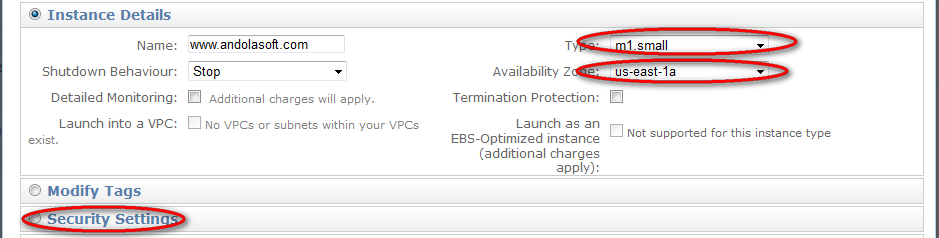 Instance Details
Name: www.andolasoft.com Type: m1.small
Shutdown Behaviour: Stop Availability Zone: us-east-1a
Detailed Monitoring: Additional charges will apply. Termination Protection:
Launch into a VPC: No VPCs or subnets within your VPCs
exist.
Launch as an
EBS-Optimized instance
(additional charges
apply):
Not supported for this instance type
Modify Tags
Security Settings